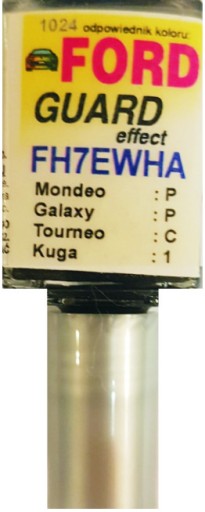 1024 odpowiednik koloru:
FORD
GUARD
effect
FH7EWHA
Mondeo : P
Galaxy : P
Tourneo : C
Kuga : 1